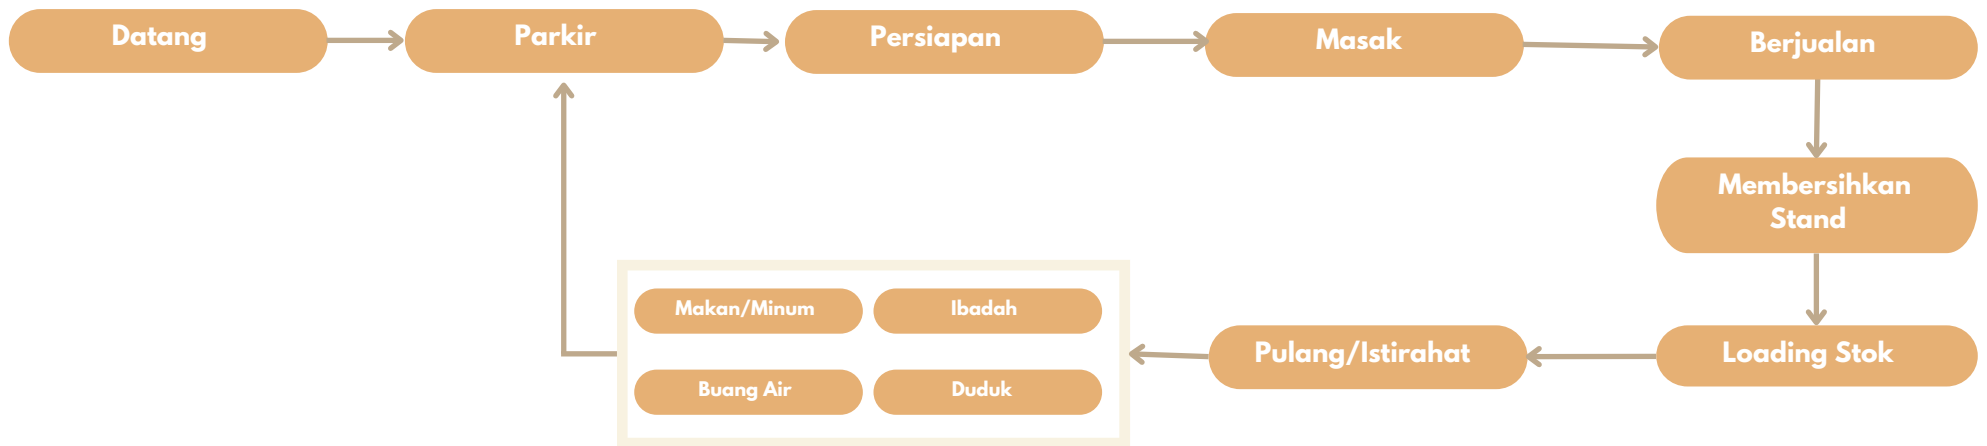 Datang
Parkir
Persiapan
Masak
Berjualan
Membersihkan
Stand
Loading Stok
Pulang/Istirahat
Makan/Minum
Ibadah
Buang Air
Duduk